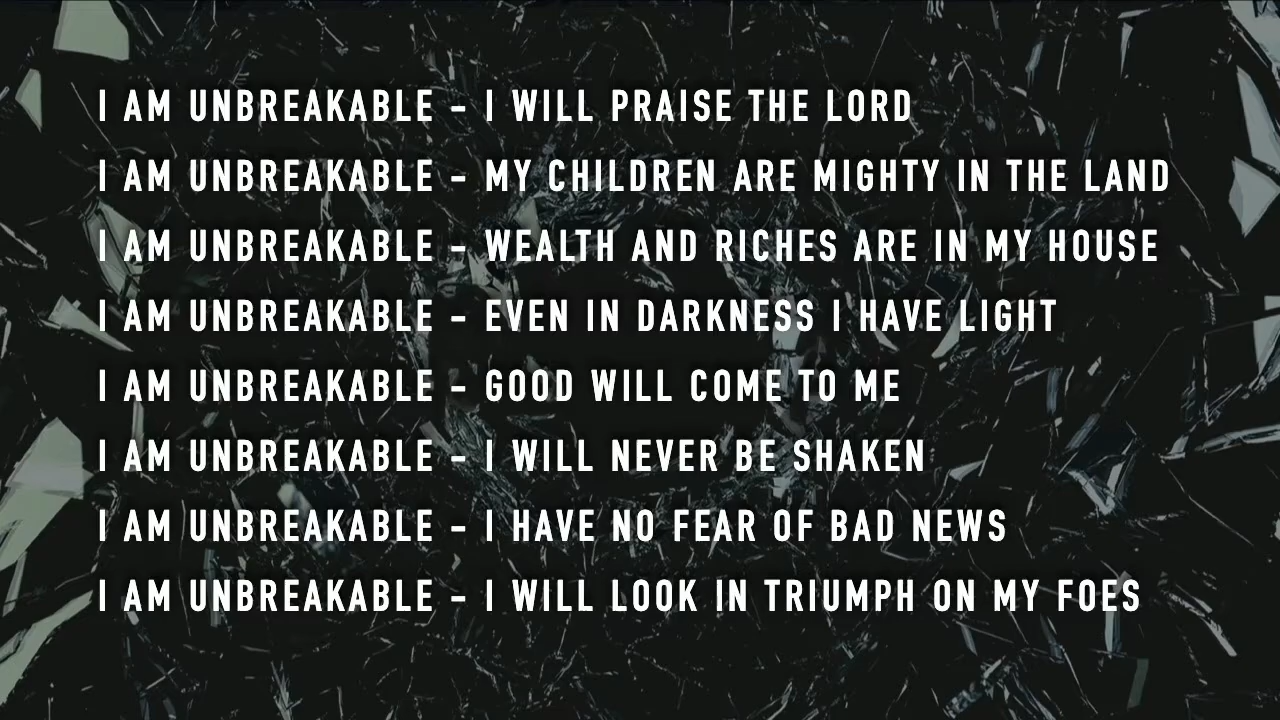 I AM UNBREAKABLE - I WILL PRAISE THE LORD
I AM UNBREAKABLE - MY CHILDREN ARE MIGHTY IN THE LAND
I AM UNBREAKABLE - WEALTH AND RICHES ARE IN MY HOUSE
I AM UNBREAKABLE - EVEN IN DARKNESS I HAVE LIGHT
I AM UNBREAKABLE - GOOD WILL COME TO ME
I AM UNBREAKABLE - I WILL NEVER BE SHAKEN
I AM UNBREAKABLE - I HAVE NO FEAR OF BAD NEWS
I AM UNBREAKABLE - I WILL LOOK IN TRIUMPH ON MY FOES